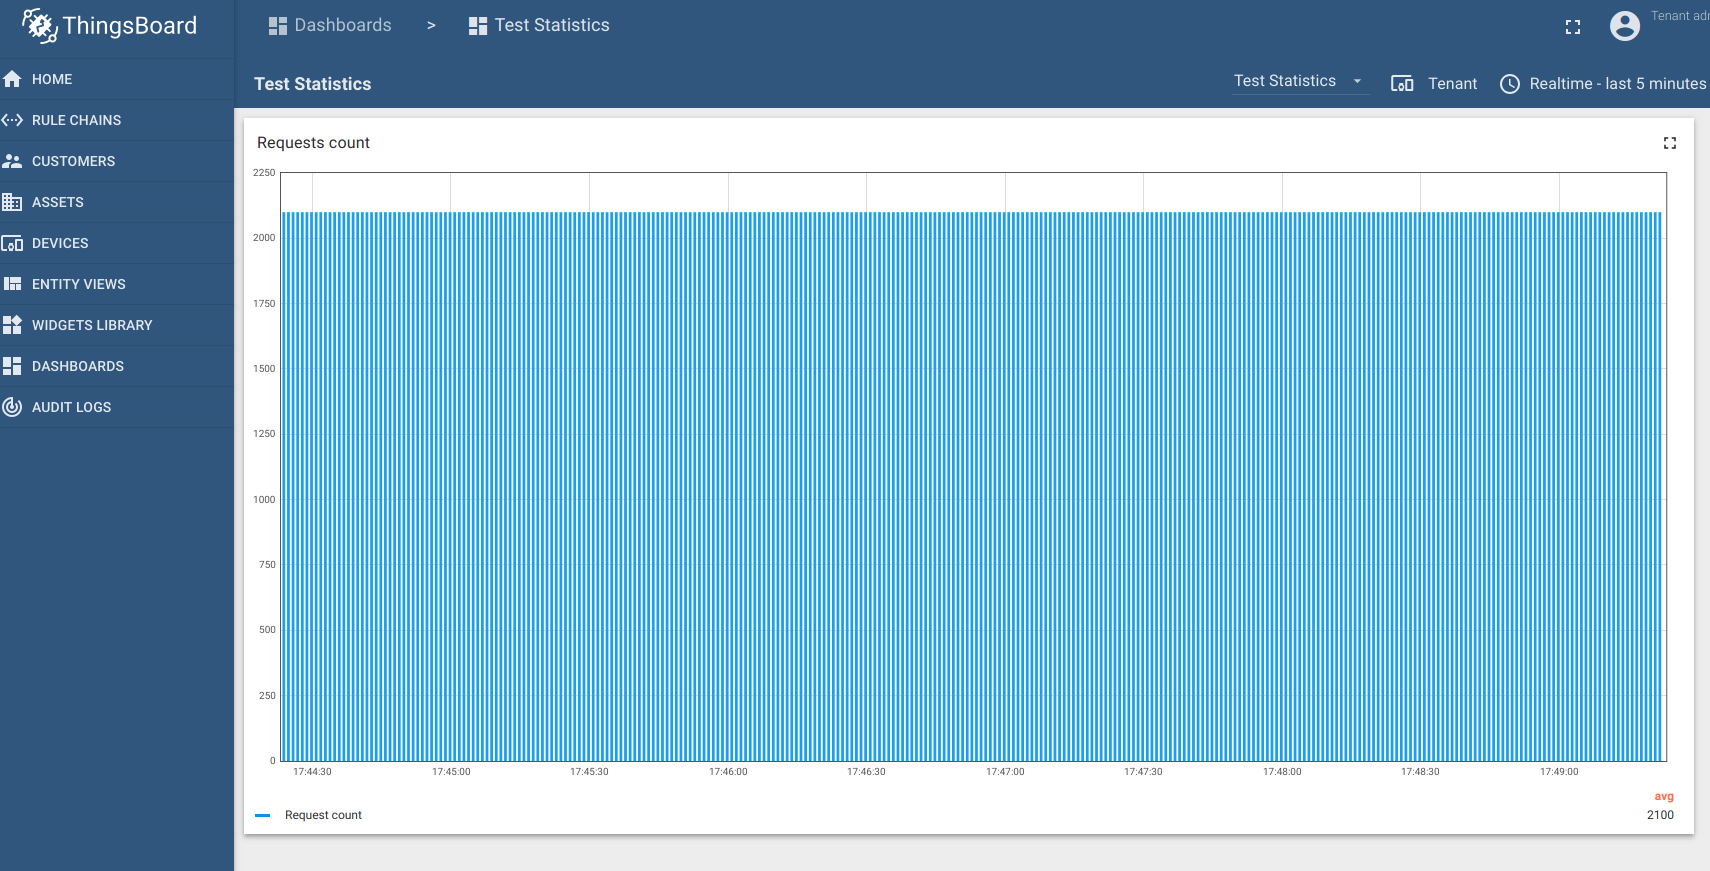 ThingsBoard
Dashboards > Test Statistics
Tenant adm
HOME
RULE CHAINS
CUSTOMERS
ASSETS
DEVICES
ENTITY VIEWS
WIDGETS LIBRARY
DASHBOARDS
AUDIT LOGS
Test Statistics
Test Statistics
Tenant
Realtime - last 5 minutes
Requests count
2250
2000
1750
1500
1250
1000
750
500
250
0
17:44:30 17:45:00 17:45:30 17:46:00 17:46:30 17:47:00 17:47:30 17:48:00 17:48:30 17:49:00
avg
Request count 2100